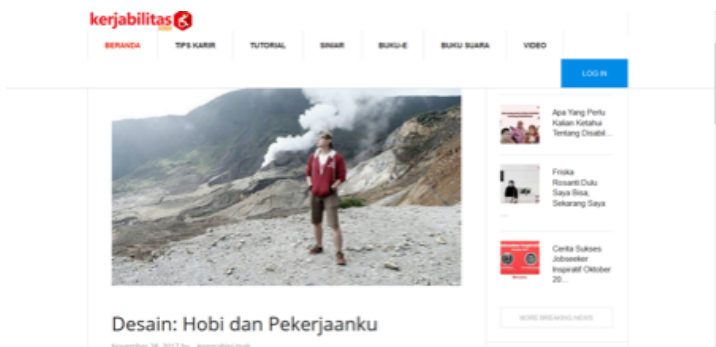 kerjabilitas
BERANDA TIPS KARIR TUTORIAL SINIAR BUKU-E BUKU SUARA VIDEO
LOG IN
Apa Yang Perlu
Kalian Ketahui
Tentang Disabil...
Friska
Rosanti:Dulu
Saya Bisa,
Sekarang Saya
...
Cerita Sukses
Jobseeker
Inspiratif Oktober
20...
MORE BREAKING NEWS
Desain: Hobi dan Pekerjaanku